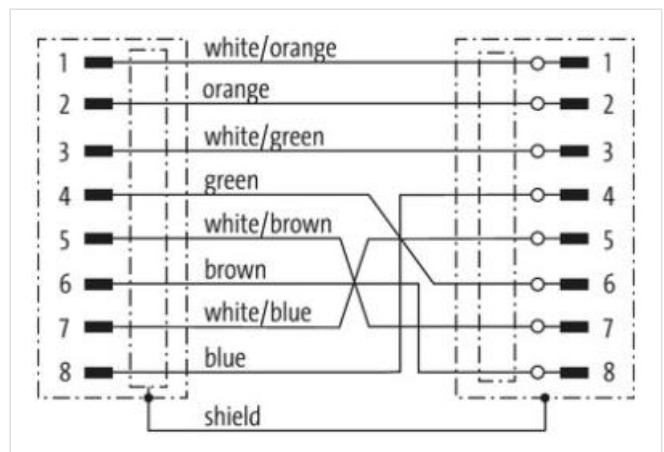 1 white/orange 1
2 orange 2
3 white/green 3
4 green 4
5 white/brown 5
6 brown 6
7 white/blue 7
8 blue 8
shield